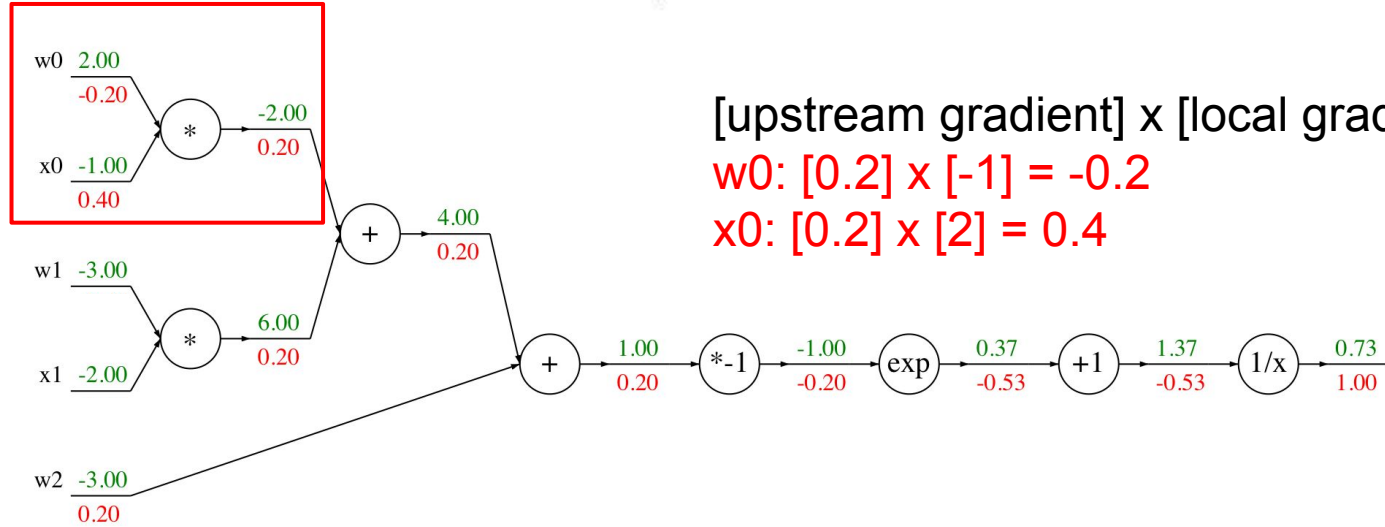 [upstream gradient] x [local grad
w0: [0.2] x [-1] = -0.2
x0: [0.2] x [2] = 0.4
w0 2.00
-0.20
*
-2.00
0.20
x0 -1.00
0.40
+
4.00
0.20
w1 -3.00
*
6.00
0.20
x1 -2.00
+
1.00
0.20
*-1
-1.00
-0.20
exp
0.37
-0.53
+1
1.37
-0.53
1/x
0.73
1.00
w2 -3.00
0.20